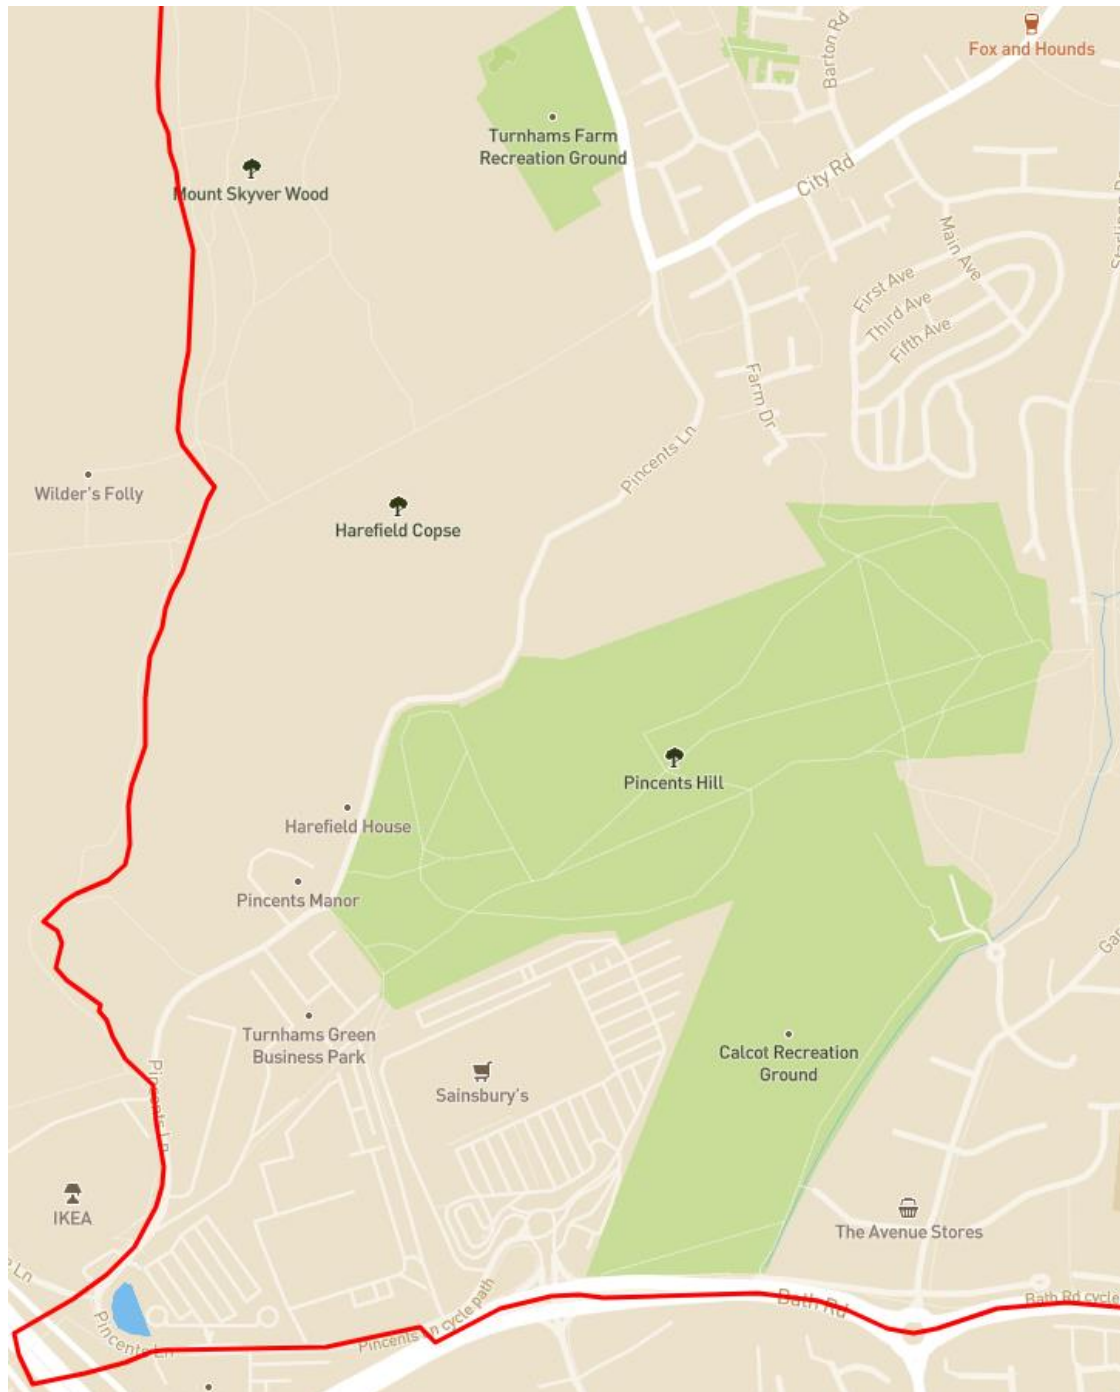 Fox and Hounds
Barton Rd
Turnhams Farm
Recreation Ground
City Rd
Mount Skyver Wood
Main Ave
First Ave
Third Ave
Fifth Ave
Farm Dr
Pincents Ln
Wilder's Folly
Harefield Copse
Pincents Hill
Harefield House
Pincents Manor
Turnhams Green
Business Park
Calcot Recreation
Ground
Pincents Ln
Sainsbury's
IKEA
The Avenue Stores
Ln
Pincents Ln
Pincents Ln cycle path
Bath Rd
Bath Rd cycle